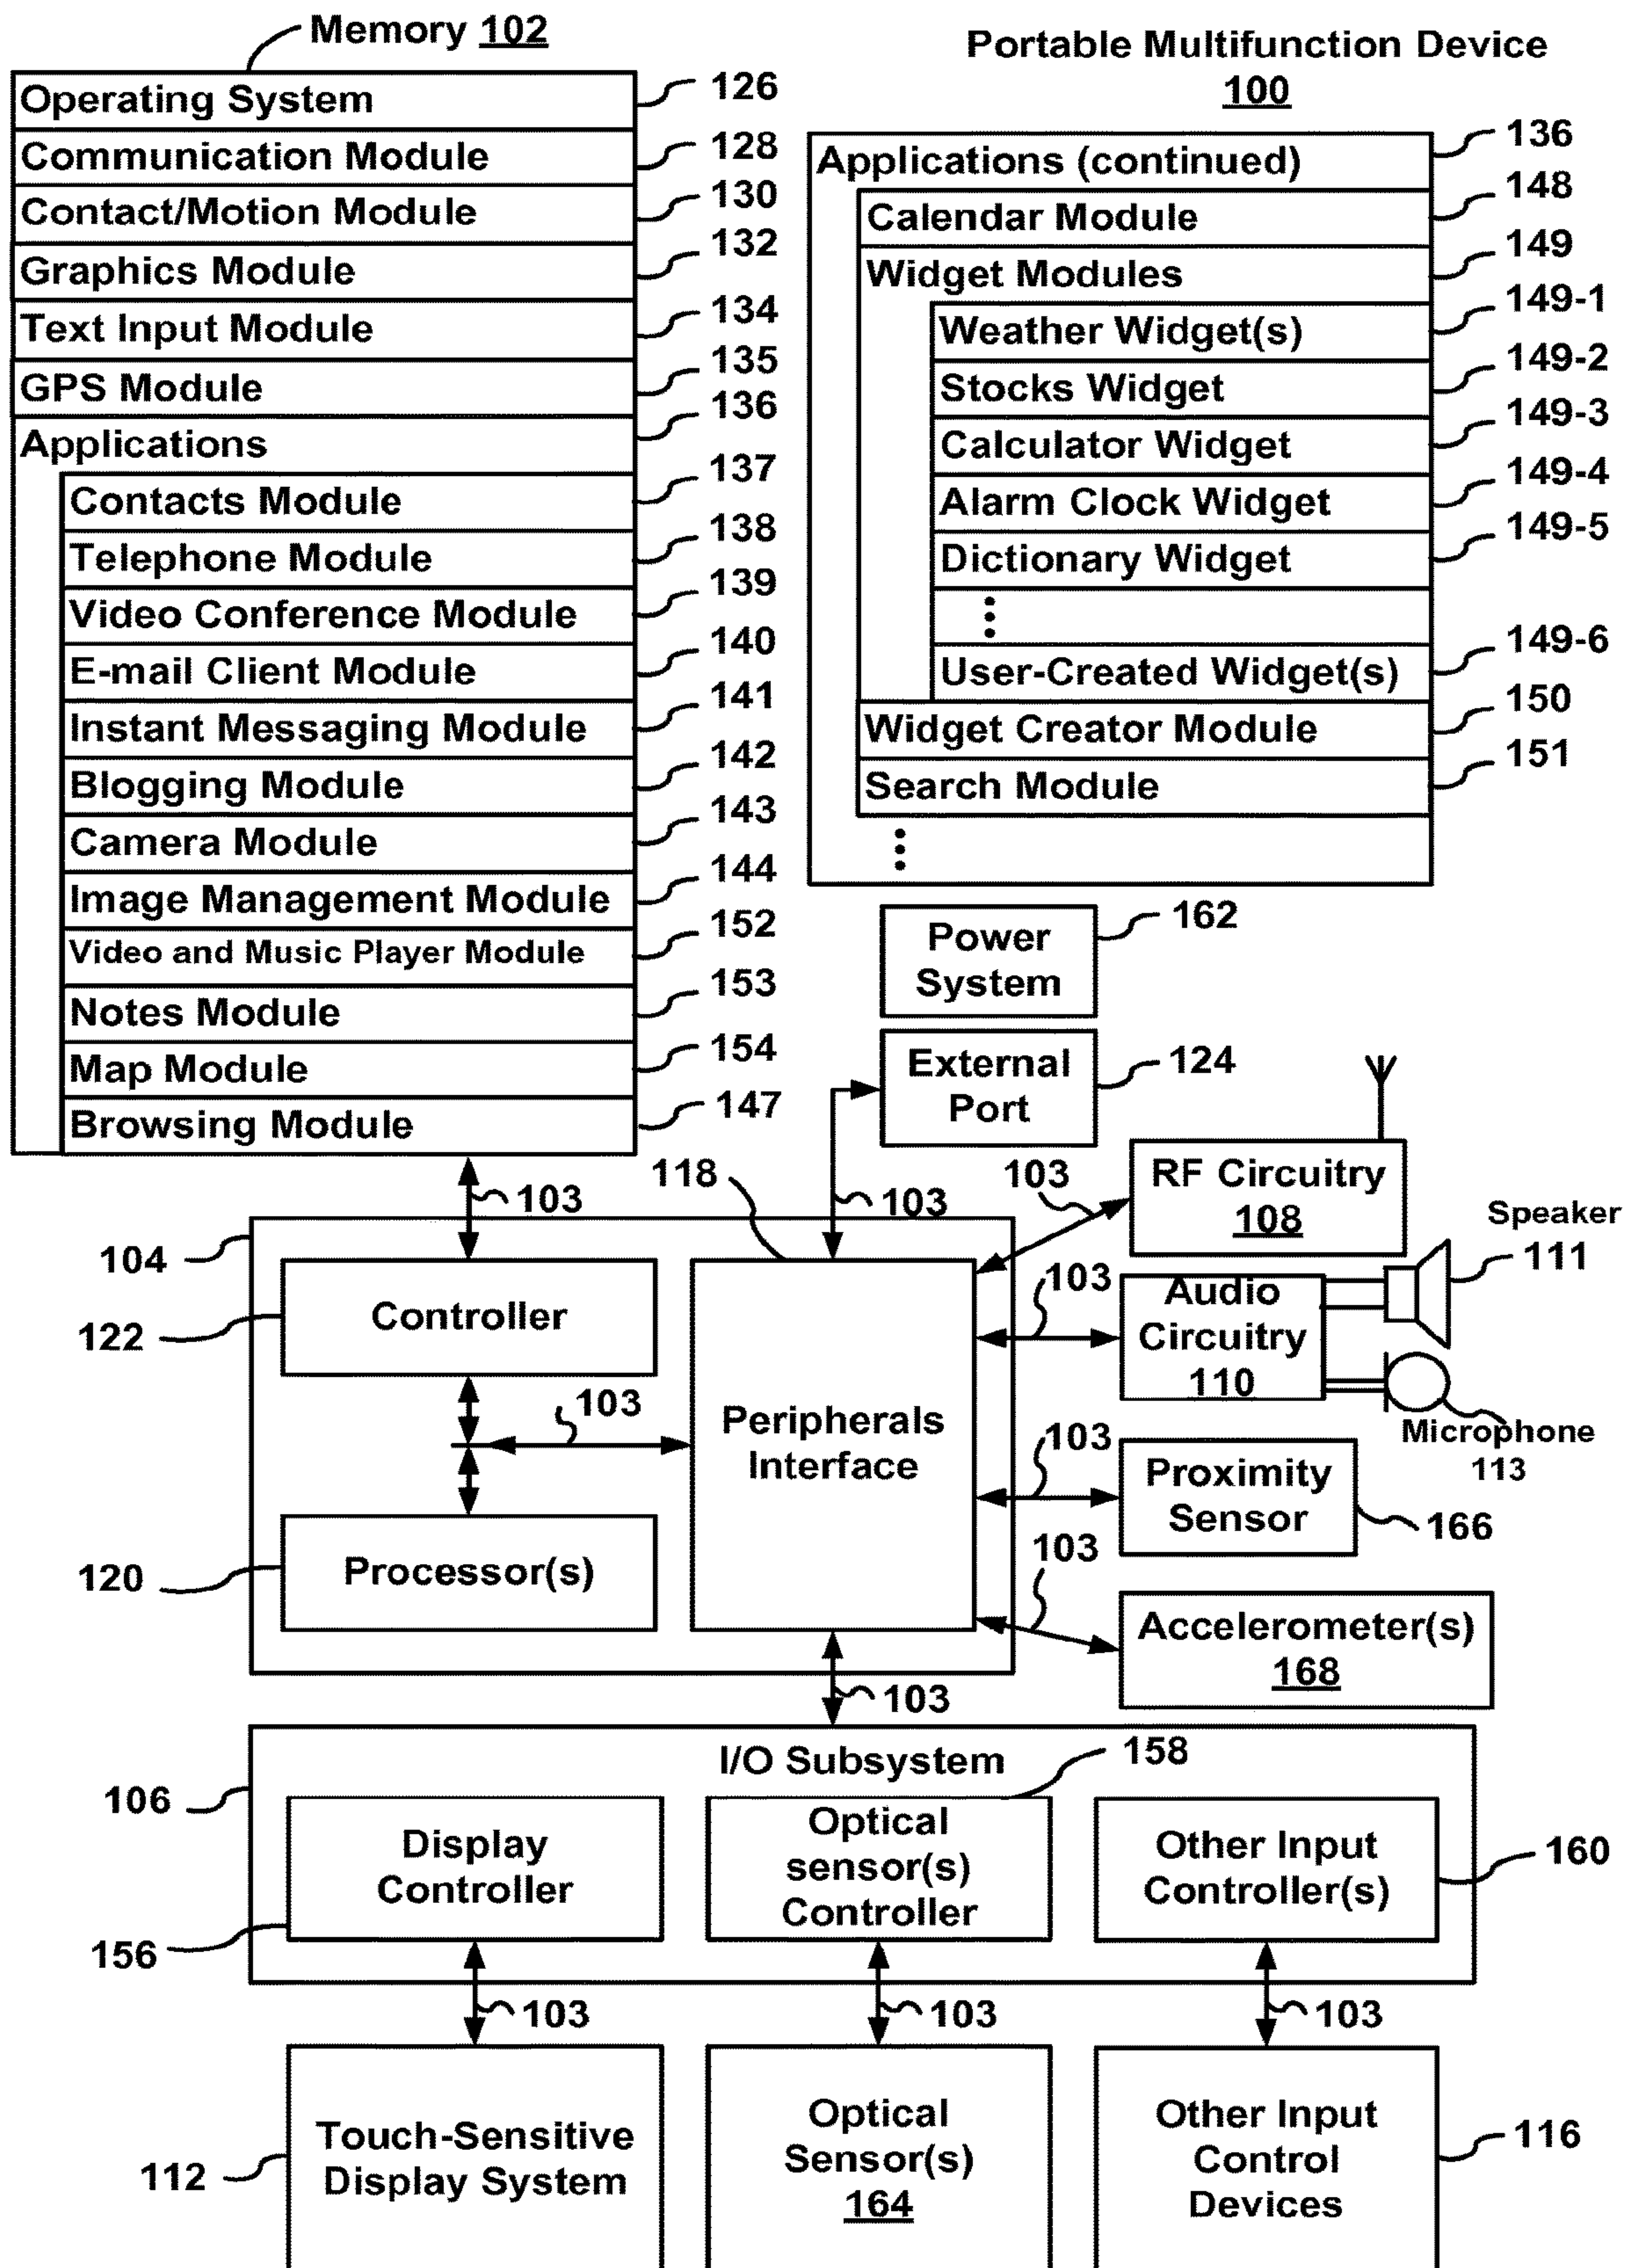 Memory 102
Operating System 126
Communication Module 128
Contact/Motion Module 130
Graphics Module 132
Text Input Module 134
GPS Module 135
Applications 136
Contacts Module 137
Telephone Module 138
Video Conference Module 139
E-mail Client Module 140
Instant Messaging Module 141
Blogging Module 142
Camera Module 143
Image Management Module 144
Video and Music Player Module 152
Notes Module 153
Map Module 154
Browsing Module 147
Portable Multifunction Device
100
Applications (continued) 136
Calendar Module 148
Widget Modules 149
Weather Widget(s) 149-1
Stocks Widget 149-2
Calculator Widget 149-3
Alarm Clock Widget 149-4
Dictionary Widget 149-5
User-Created Widget(s) 149-6
Widget Creator Module 150
Search Module 151
Power
System
162
External
Port
124
103
118
103
103
RF Circuitry
108
Speaker
111
104
122
Controller
103
Audio
Circuitry
110
Microphone
113
103
Peripherals
Interface
103
Proximity
Sensor
166
120
Processor(s)
103
Accelerometer(s)
168
103
I/O Subsystem
158
106
Display
Controller
156
Optical
sensor(s)
Controller
Other Input
Controller(s)
160
103
103
103
Touch-Sensitive
Display System
112
Optical
Sensor(s)
164
Other Input
Control
Devices
116